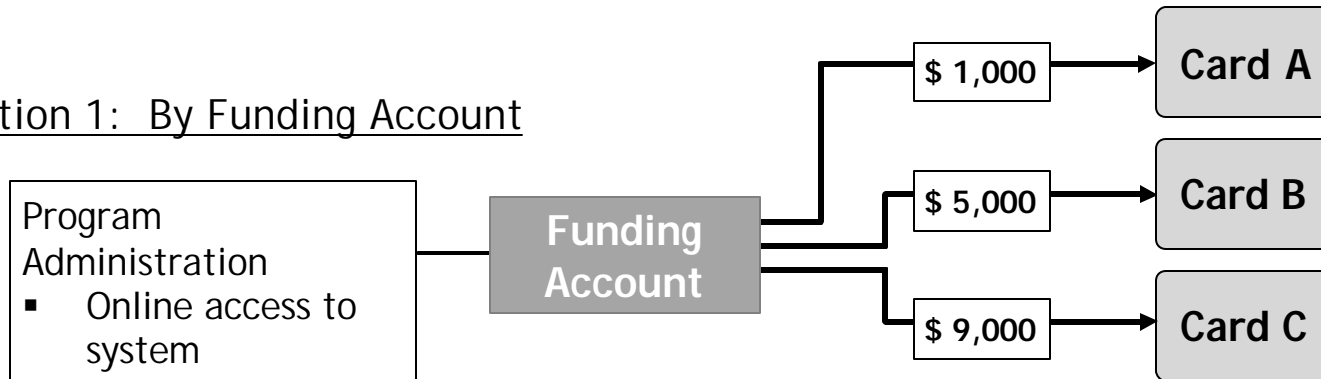 tion 1: By Funding Account
Program
Administration
▪ Online access to
system
Funding
Account
$ 1,000
Card A
$ 5,000
Card B
$ 9,000
Card C